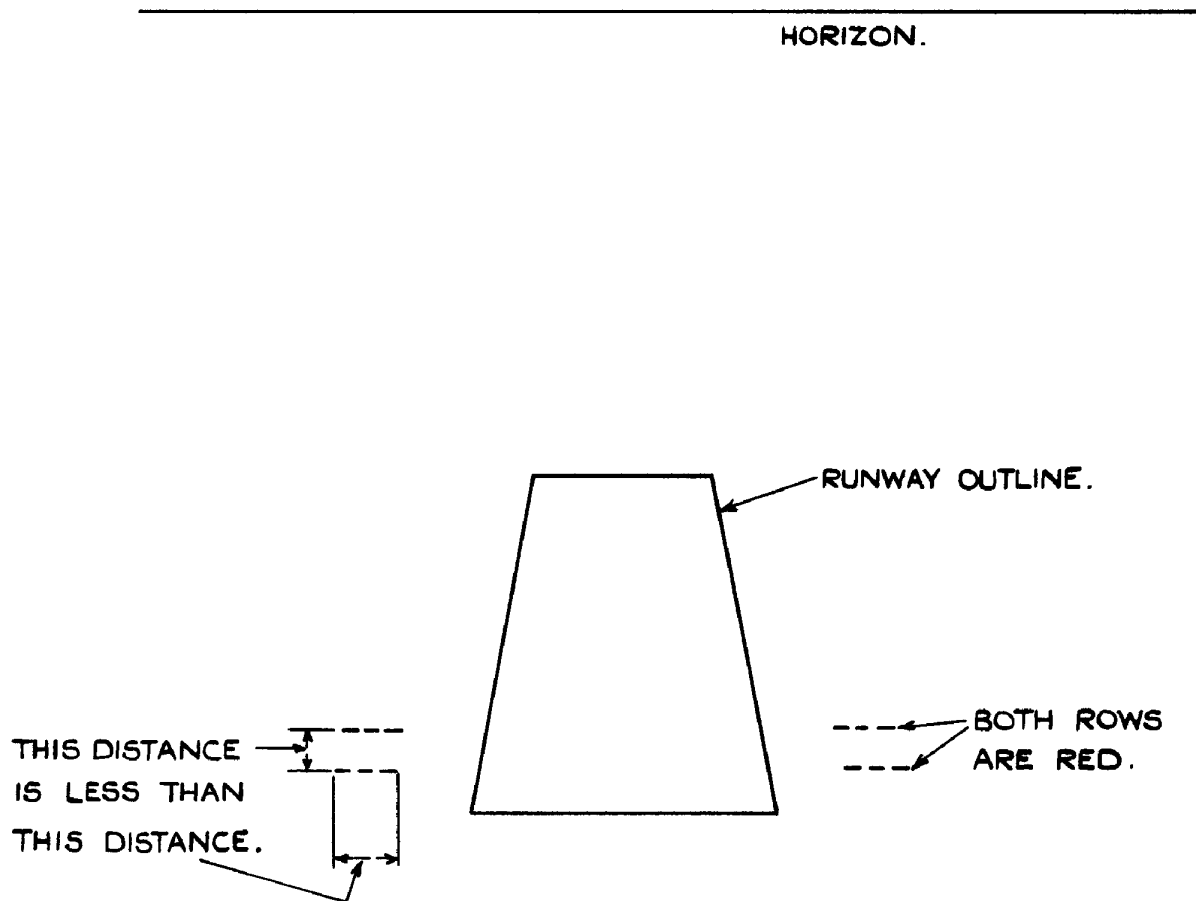 HORIZON.
RUNWAY OUTLINE.
THIS DISTANCE
IS LESS THAN
THIS DISTANCE.
BOTH ROWS
ARE RED.